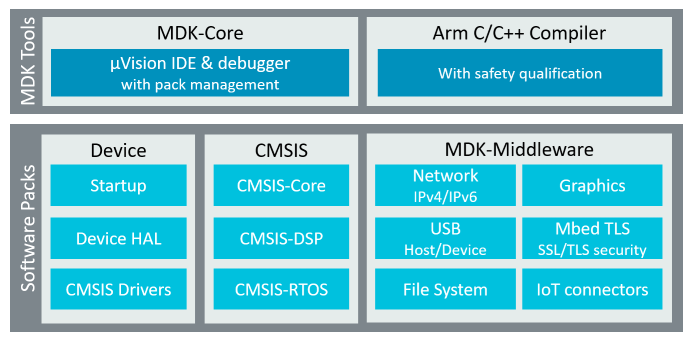 MDK Tools
MDK-Core
µVision IDE & debugger
with pack management
Arm C/C++ Compiler
With safety qualification
Software Packs
Device
Startup
Device HAL
CMSIS Drivers
CMSIS
CMSIS-Core
CMSIS-DSP
CMSIS-RTOS
MDK-Middleware
Network
IPv4/IPv6
Graphics
USB
Host/Device
Mbed TLS
SSL/TLS security
File System
IoT connectors